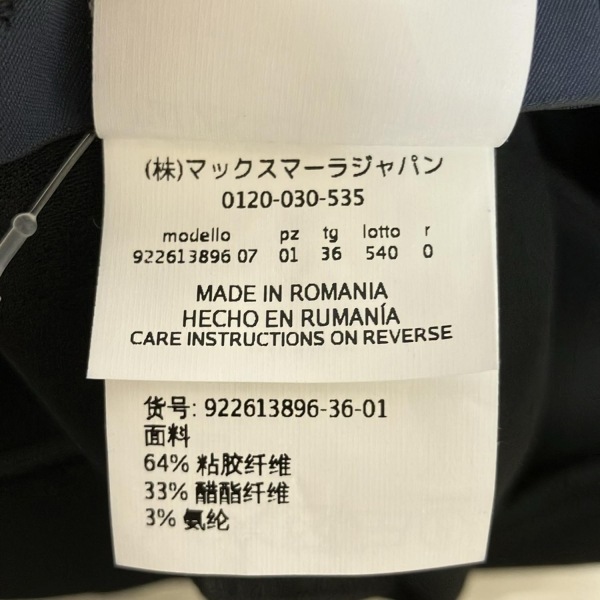 (株)マックスマーラジャパン
0120-030-535
modello pz tg lotto r
922613896 07 01 36 540 0
MADE IN ROMANIA
HECHO EN RUMANÍA
CARE INSTRUCTIONS ON REVERSE
货号: 922613896-36-01
面料
64% 粘胶纤维
33% 醋酯纤维
3% 氨纶